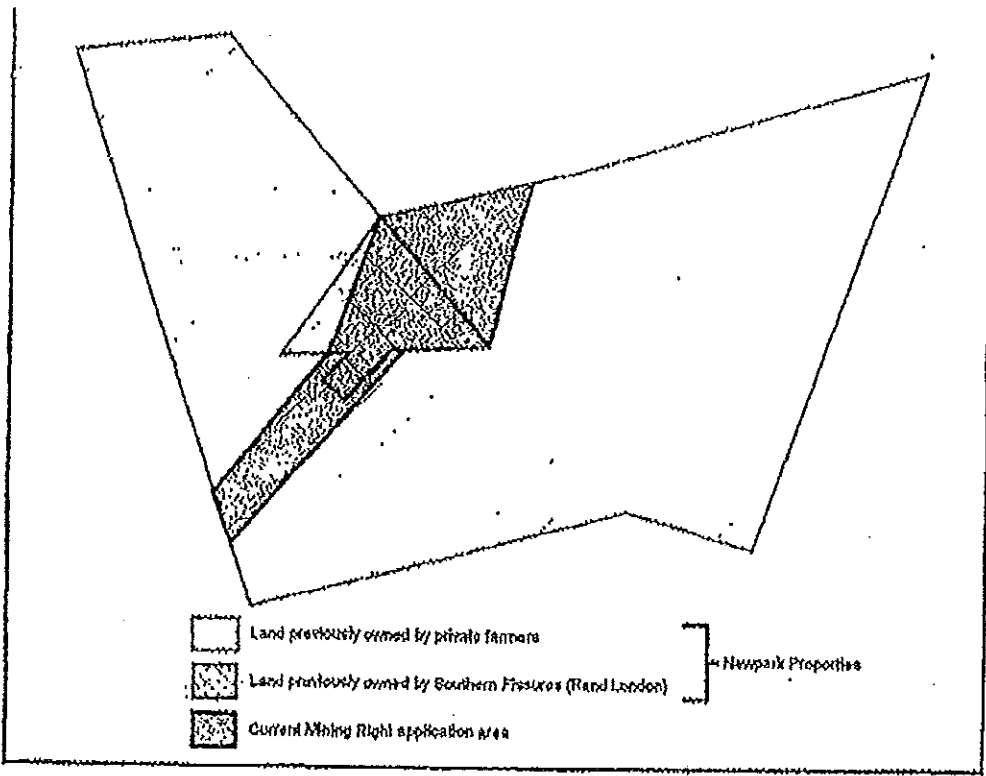 Land previously owned by private farmers
Land previously owned by Southern Fissures (Rand London)
Newpark Properties
Current Mining Right application area